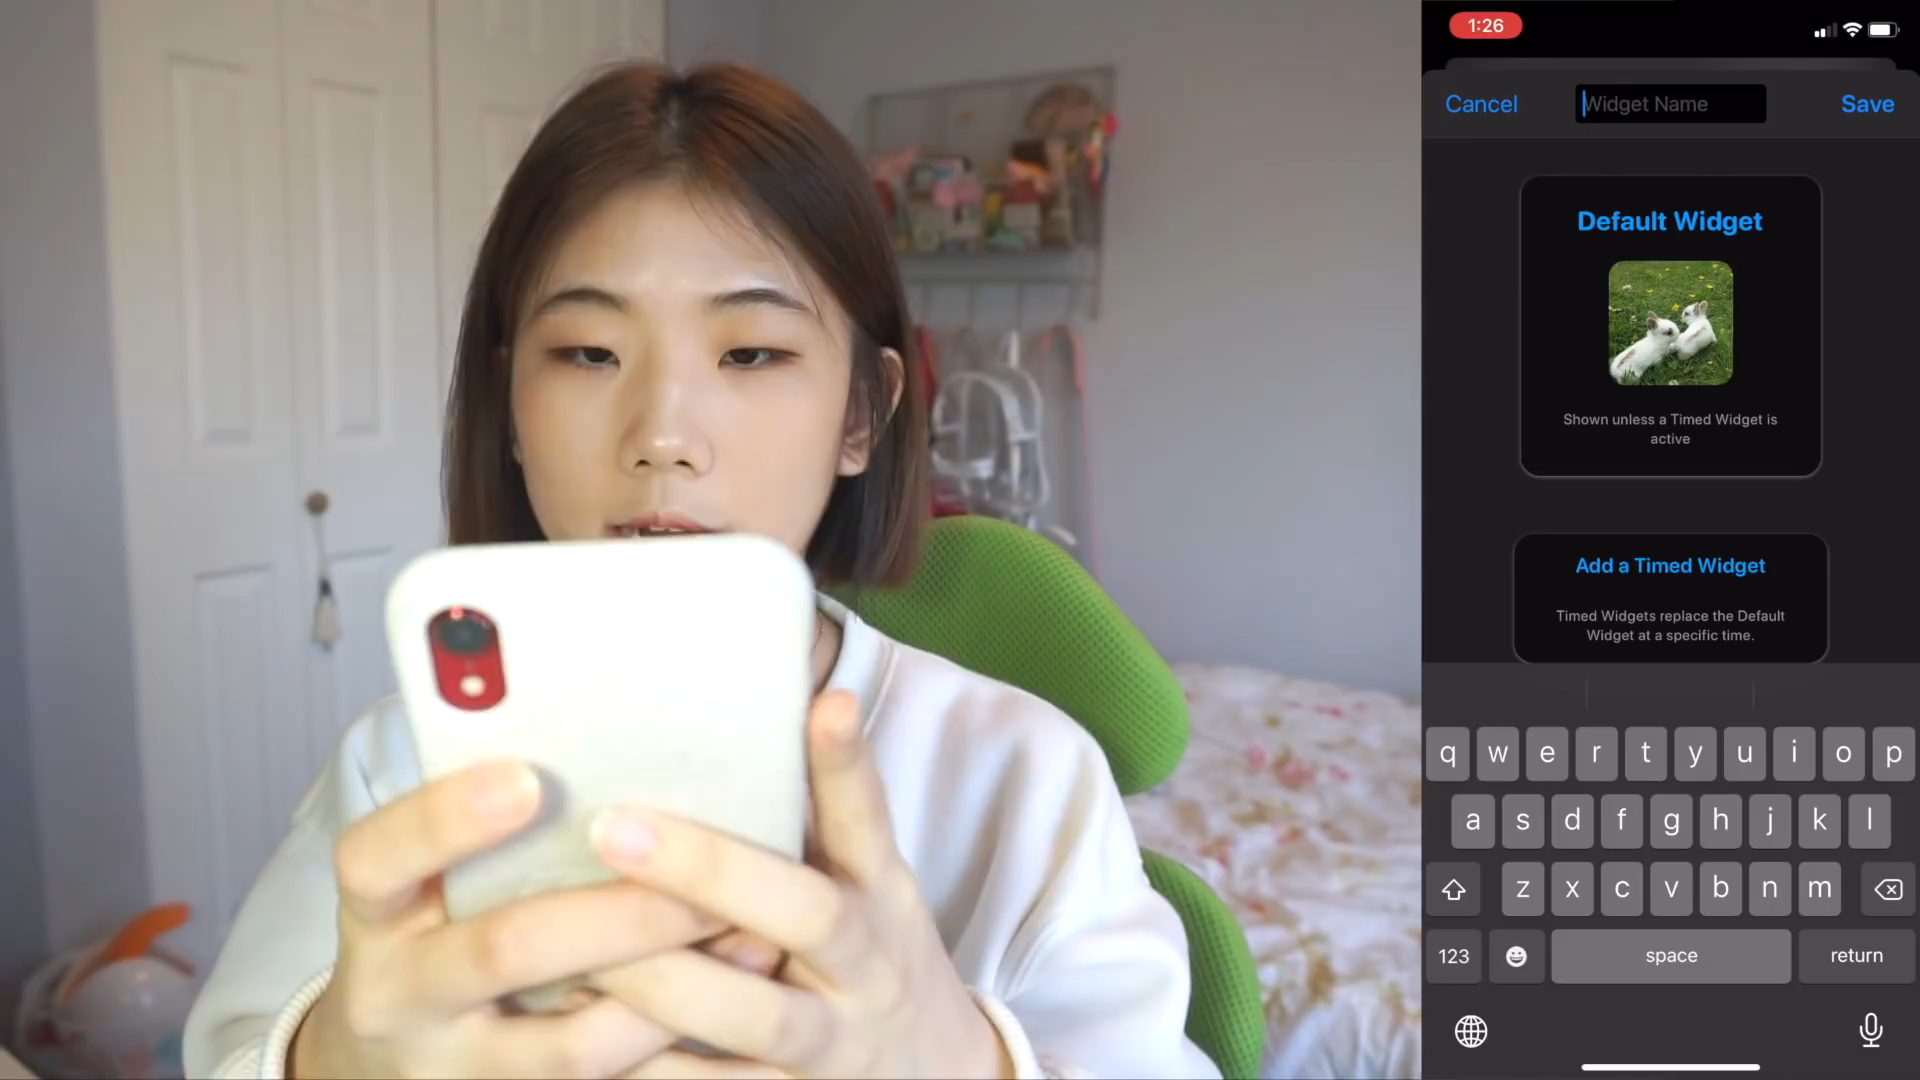 1:26
Cancel
Widget Name
Save
Default Widget
Shown unless a Timed Widget is
active
Add a Timed Widget
Timed Widgets replace the Default
Widget at a specific time.
q w e r t y u i o p
a s d f g h j k l
z x c v b n m
123
space
return